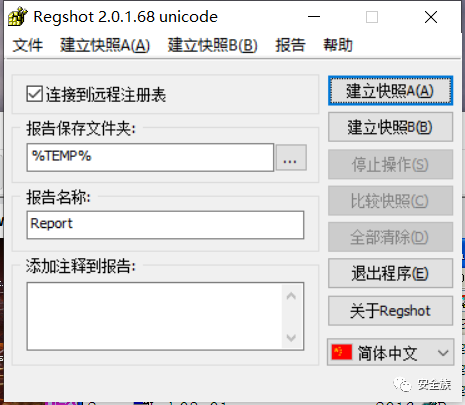 Regshot 2.0.1.68 unicode
文件 建立快照A(A) 建立快照B(B) 报告 帮助
连接到远程注册表
建立快照A(A)
报告保存文件夹:
建立快照B(B)
%TEMP%
...
停止操作(S)
报告名称:
比较快照(C)
Report
全部清除(D)
添加注释到报告:
退出程序(E)
关于Regshot
简体中文
安全族